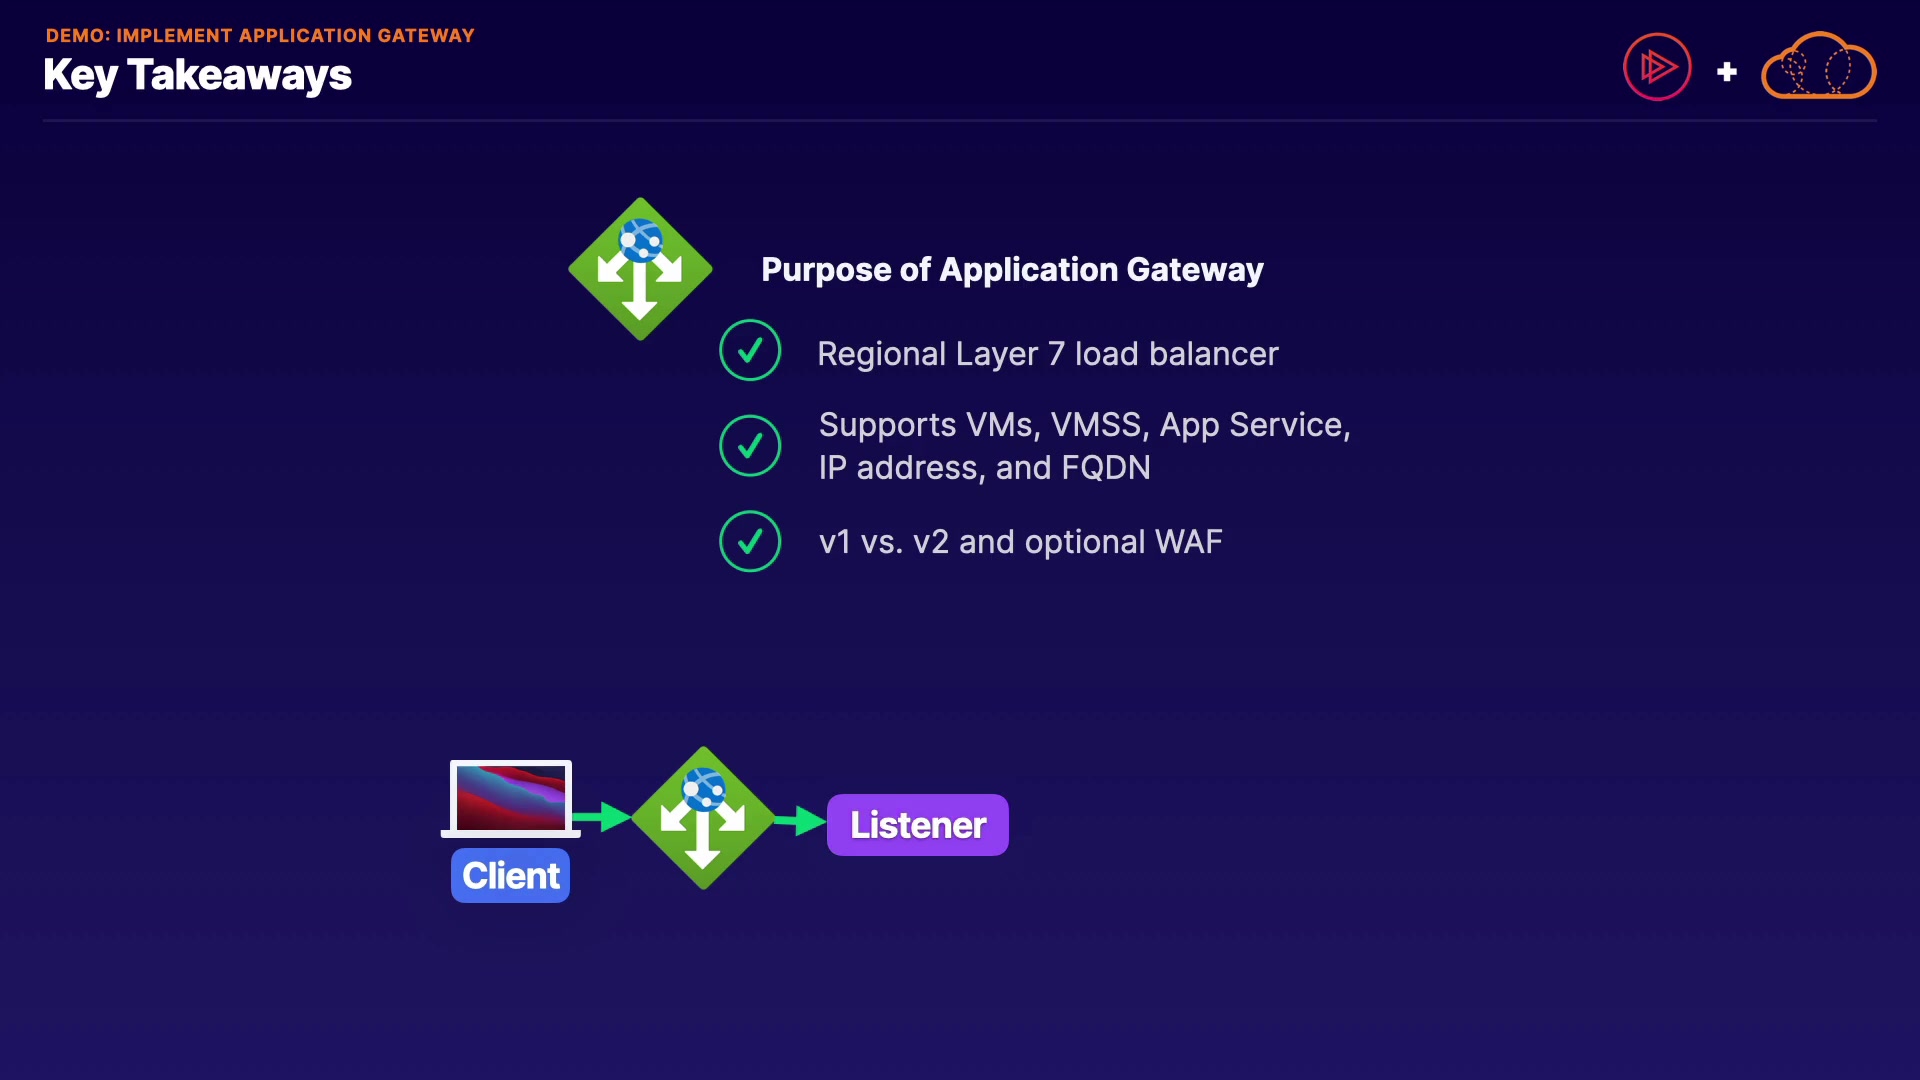 DEMO: IMPLEMENT APPLICATION GATEWAY
Key Takeaways
Purpose of Application Gateway
Regional Layer 7 load balancer
Supports VMs, VMSS, App Service,
IP address, and FQDN
v1 vs. v2 and optional WAF
Listener
Client